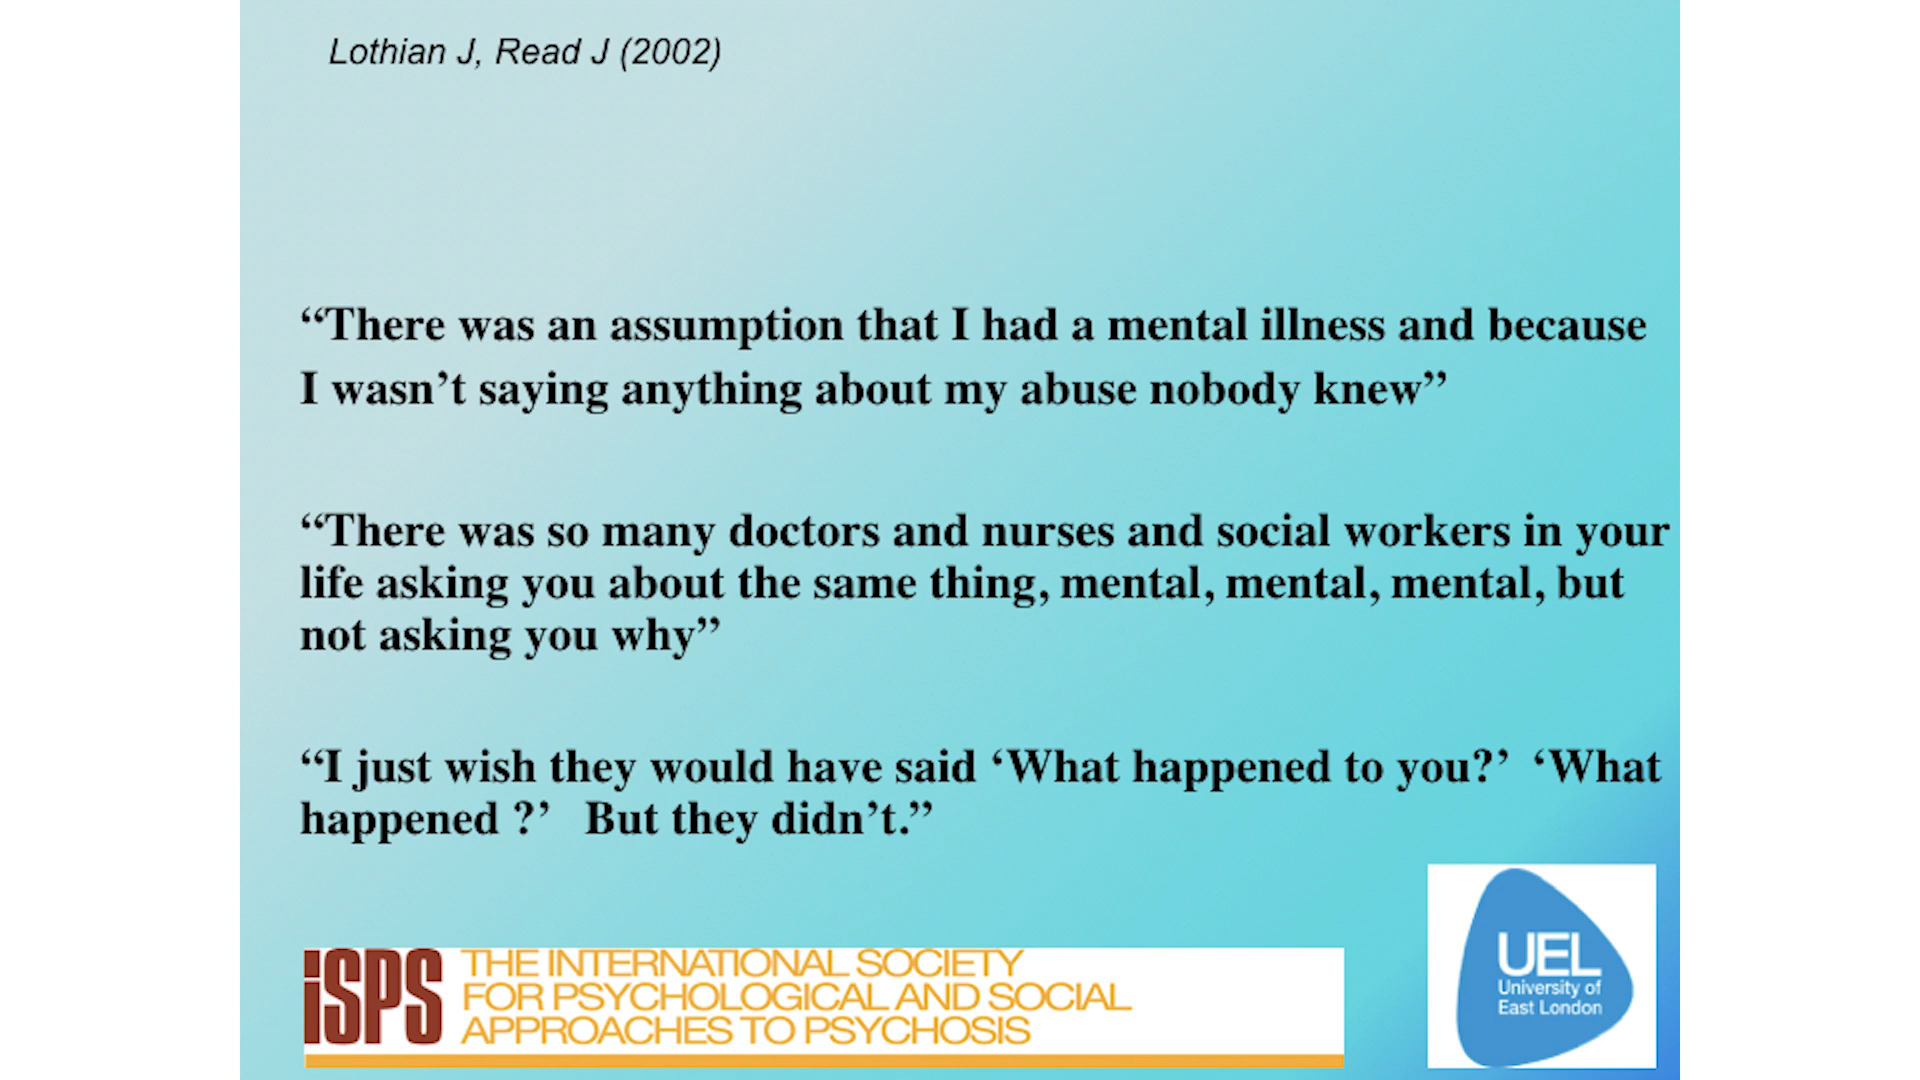 Lothian J, Read J (2002)
“There was an assumption that I had a mental illness and because
I wasn’t saying anything about my abuse nobody knew”
“There was so many doctors and nurses and social workers in your
life asking you about the same thing, mental, mental, mental, but
not asking you why”
“I just wish they would have said ‘What happened to you?’ ‘What
happened ?’ But they didn’t.”
iSPS
THE INTERNATIONAL SOCIETY
FOR PSYCHOLOGICAL AND SOCIAL
APPROACHES TO PSYCHOSIS
UEL
University of
East London